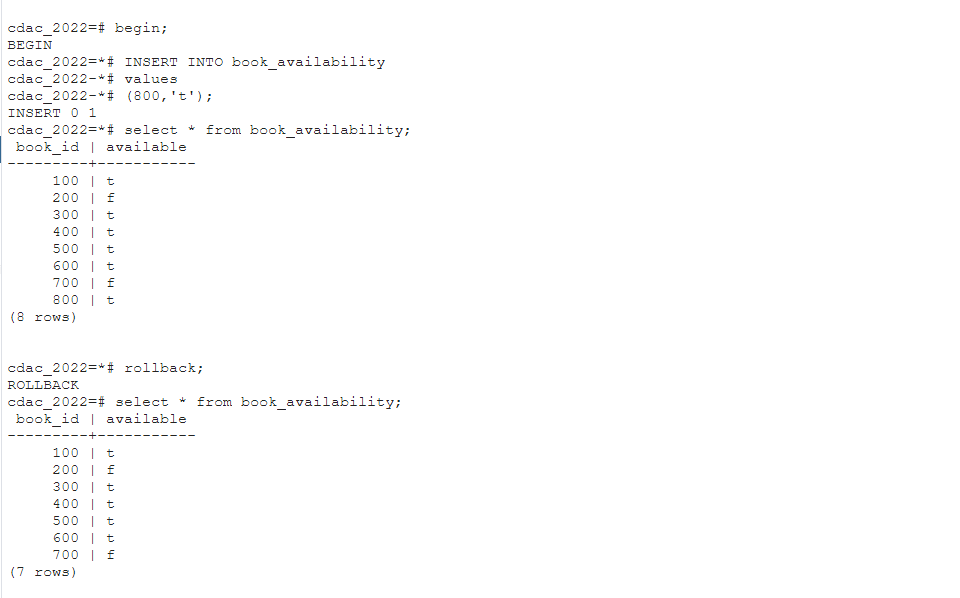 cdac_2022=# begin;
BEGIN
cdac_2022=*# INSERT INTO book_availability
cdac_2022-*# values
cdac_2022-*# (800,'t');
INSERT 0 1
cdac_2022=*# select * from book_availability;
 book_id | available
---------+-----------
     100 | t
     200 | f
     300 | t
     400 | t
     500 | t
     600 | t
     700 | f
     800 | t
(8 rows)
cdac_2022=*# rollback;
ROLLBACK
cdac_2022=# select * from book_availability;
 book_id | available
---------+-----------
     100 | t
     200 | f
     300 | t
     400 | t
     500 | t
     600 | t
     700 | f
(7 rows)